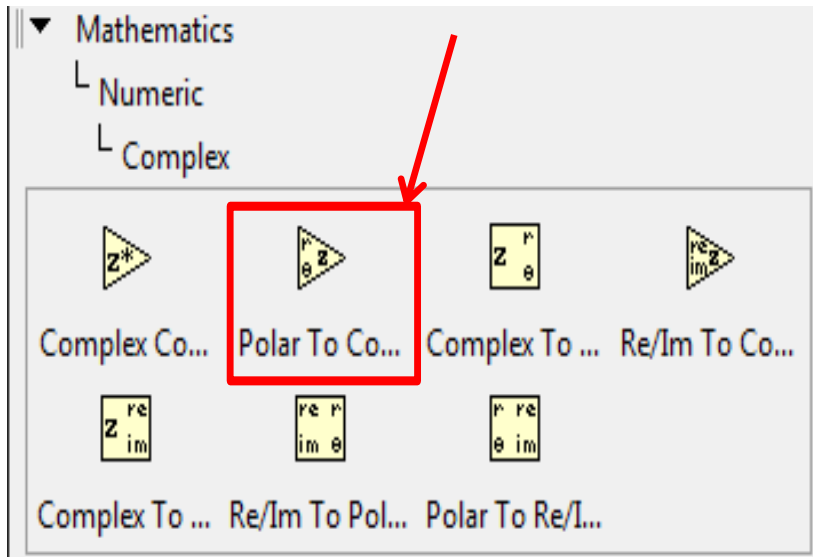 Mathematics
Numeric
Complex
z*
r
θ z
z r
θ
re
im z
Complex Co...
Polar To Co...
Complex To ...
Re/Im To Co...
z re
im
re r
im θ
r re
θ im
Complex To ...
Re/Im To Pol...
Polar To Re/I...